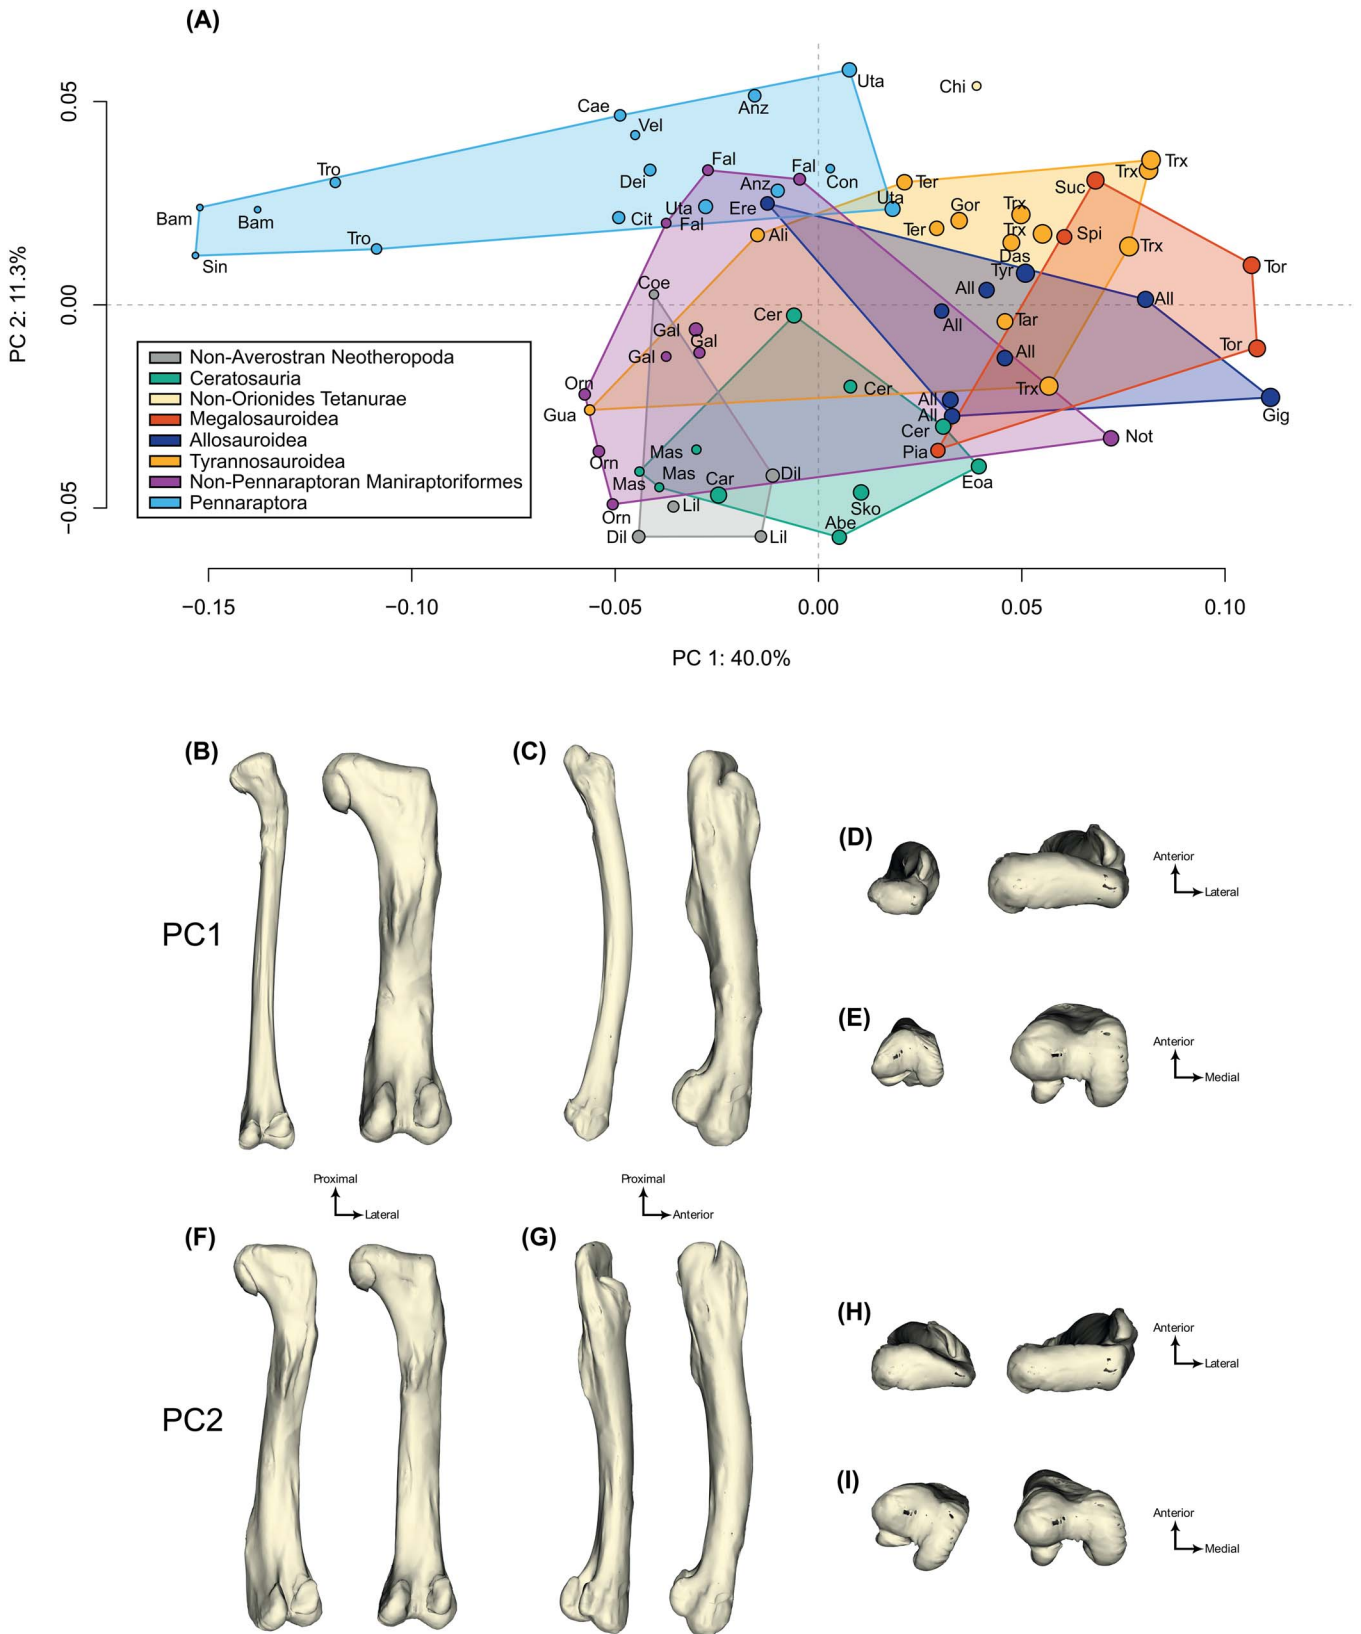 (A)
Uta
Chi
Cae
Anz
Vel
Tro
Fal
Fal
Dei
Anz
Con
Ter
Trx
Trx
Suc
Bam
Bam
Uta
Fal
Ere
Uta
Cit
Gor
Trx
Ter
Trx
Spi
Tro
Ali
Das
Trx
Sin
Tyr
Tor
Coe
All
All
Cer
All
Tar
Gal
Gal
Gal
All
Tor
Orn
Cer
Trx
Gua
All
All
Gig
Cer
Orn
Mas
Pia
Not
Mas
Mas
Car
Dil
Eoa
Orn
Lil
Sko
Abe
Dil
Lil
0.05
0.00
−0.05
PC 2: 11.3%
Non-Averostran Neotheropoda
Ceratosauria
Non-Orionides Tetanurae
Megalosauroidea
Allosauroidea
Tyrannosauroidea
Non-Pennaraptoran Maniraptoriformes
Pennaraptora
−0.15 −0.10 −0.05 0.00 0.05 0.10
PC 1: 40.0%
(B)
(C)
(D)
Anterior
Lateral
PC1
(E)
Anterior
Medial
Proximal
Lateral
Proximal
Anterior
(F)
(G)
(H)
Anterior
Lateral
PC2
(I)
Anterior
Medial